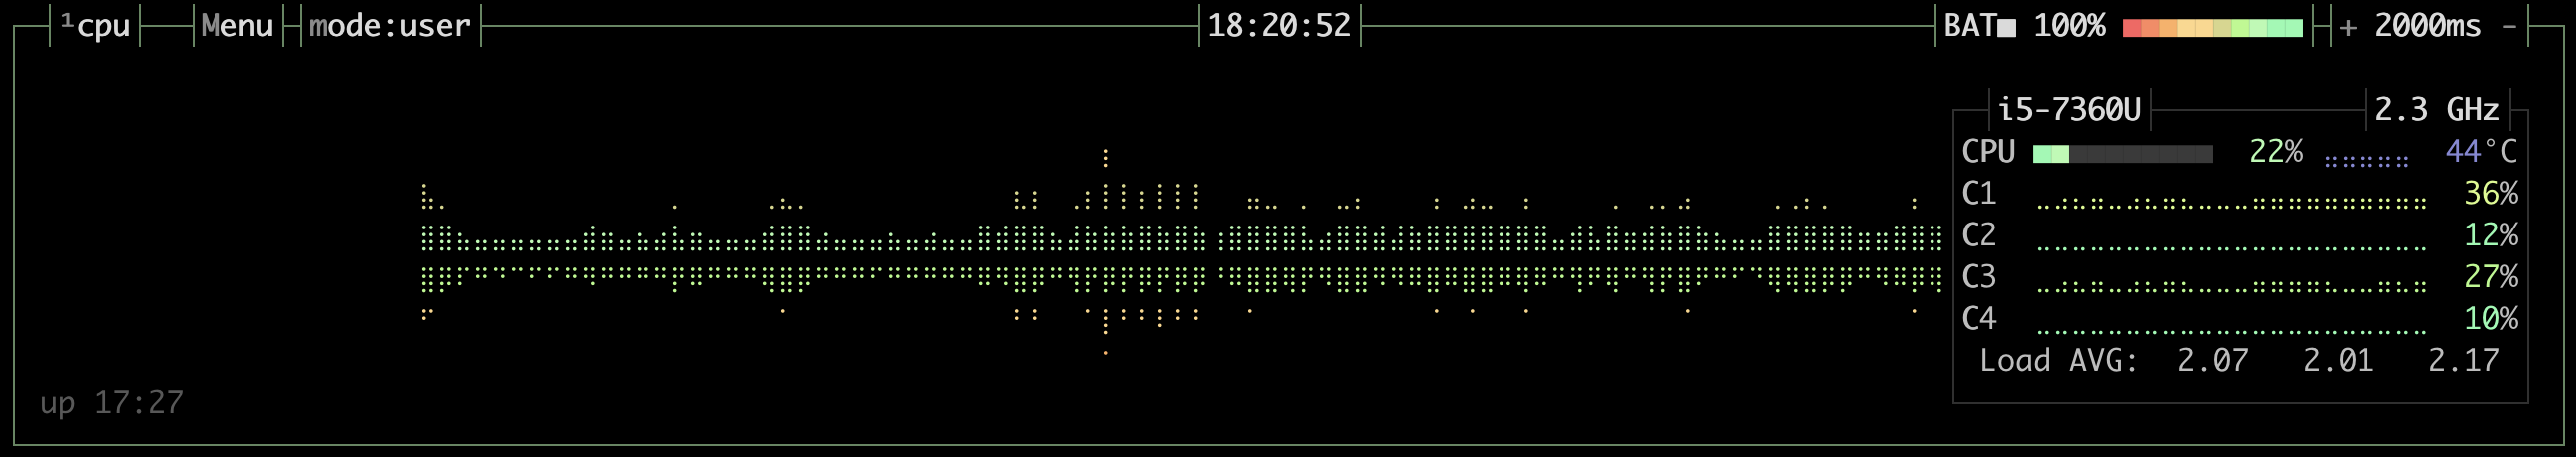 ¹cpu Menu mode:user 18:20:52 BAT■ 100% + 2000ms -
i5-7360U 2.3 GHz
CPU 22% 44°C
C1 36%
C2 12%
C3 27%
C4 10%
Load AVG: 2.07 2.01 2.17
up 17:27